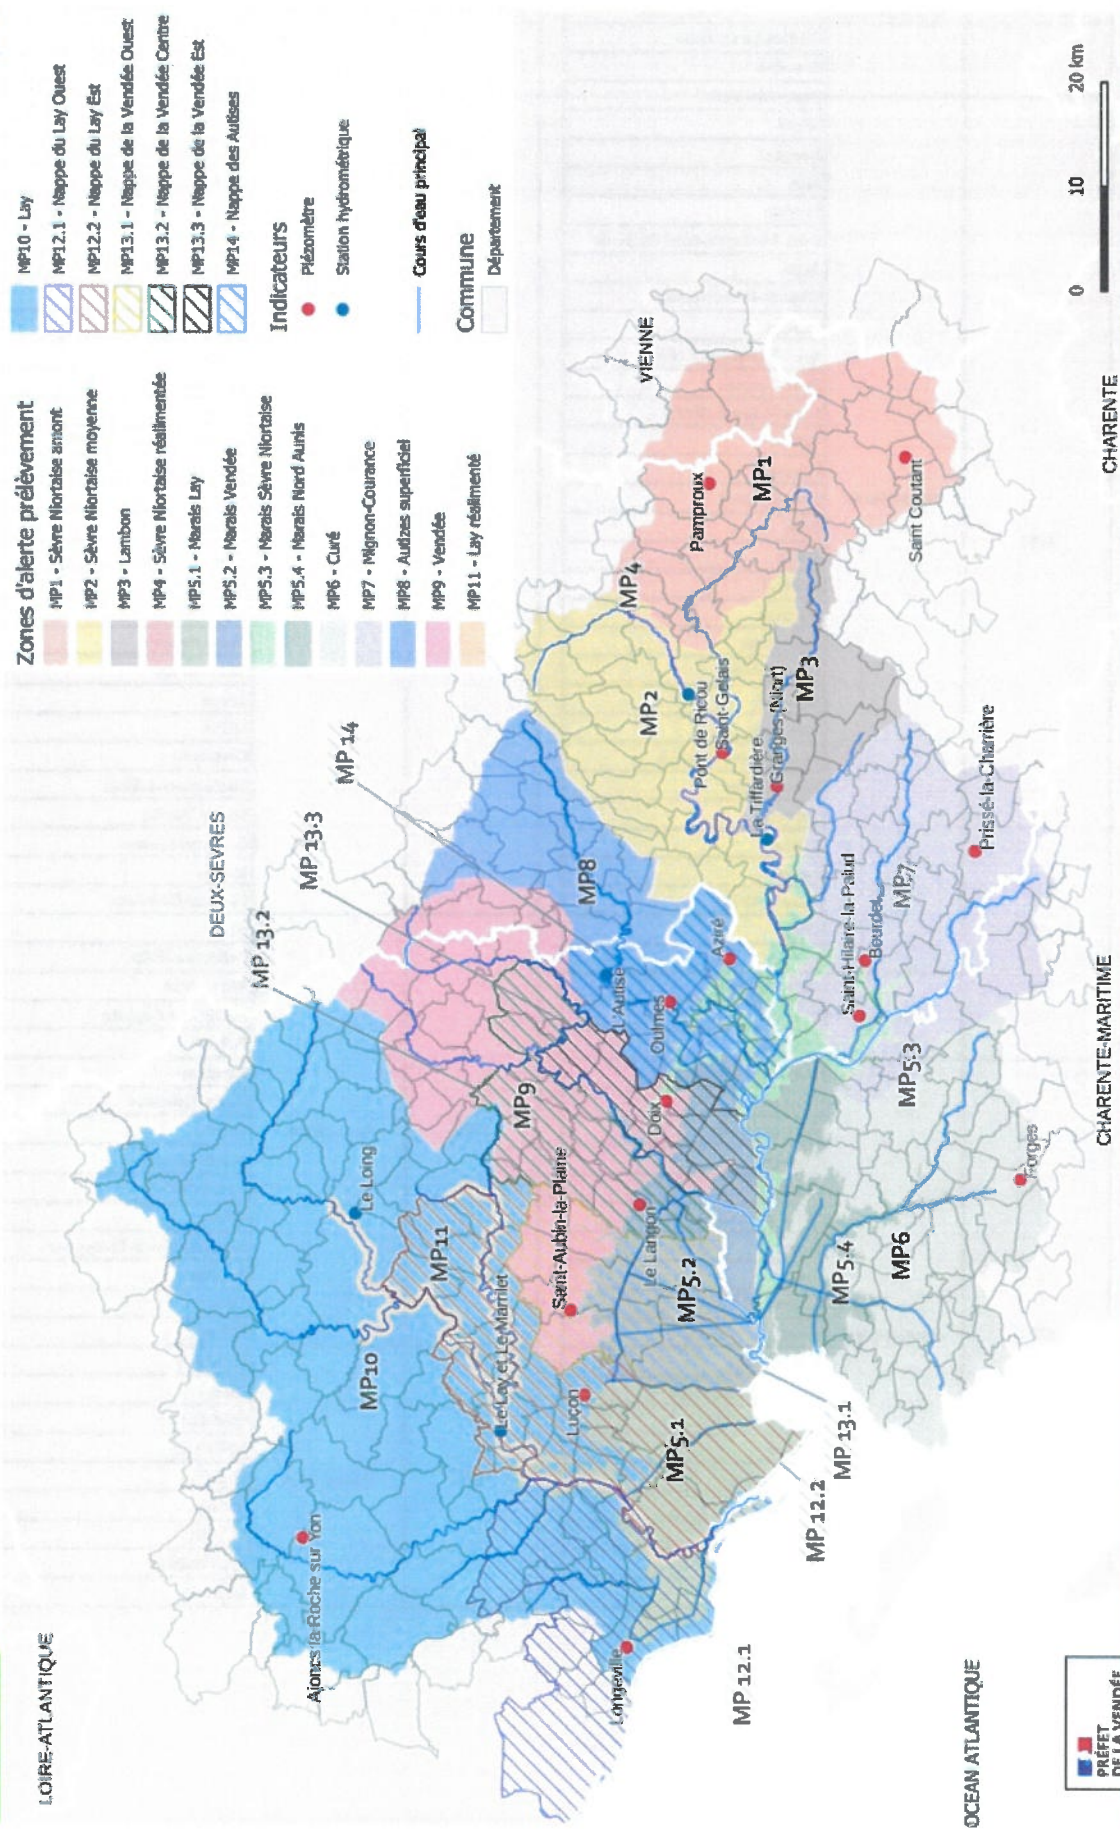 Zones d'alerte prélèvement
MP1 - Sèvre Niortaise amont
MP2 - Sèvre Niortaise moyenne
MP3 - Lambon
MP4 - Sèvre Niortaise réalimentée
MP5.1 - Marais Lay
MP5.2 - Marais Vendée
MP5.3 - Marais Sèvre Niortaise
MP5.4 - Marais Nord Aunis
MP6 - Curé
MP7 - Mignon-Courance
MP8 - Autizes superficiel
MP9 - Vendée
MP11 - Lay réalimenté
MP10 - Lay
MP12.1 - Nappe du Lay Ouest
MP12.2 - Nappe du Lay Est
MP13.1 - Nappe de la Vendée Ouest
MP13.2 - Nappe de la Vendée Centre
MP13.3 - Nappe de la Vendée Est
MP14 - Nappe des Autises
Indicateurs
Piézomètre
Station hydrométrique
Cours d'eau principal
Commune
Département
LOIRE-ATLANTIQUE
DEUX-SEVRES
VIENNE
MP 13.2
MP 13.3
MP 14
Ajoncs la Roche sur Yon
Le Loing
MP10
MP11
MP9
MP8
MP2
MP4
Pamproux
MP1
Saint Coutant
Le Lay et Le Marillet
Saint-Aubin-la-Plaine
L'Autise
Oulmes
Aziré
Pont de Ricou
Saint-Gelais
La Tiffardière
Granges (Niort)
MP3
Luçon
Le Langon
Doix
Longeville
MP5.1
MP5.2
Saint-Hilaire-la-Palud
Bourdet
MP7
Prissé-la-Charrière
MP5.3
MP5.4
MP6
Forges
MP 12.1
MP 12.2
MP 13.1
OCEAN ATLANTIQUE
CHARENTE-MARITIME
CHARENTE
0 10 20 km
PRÉFET
DE LA VENDÉE